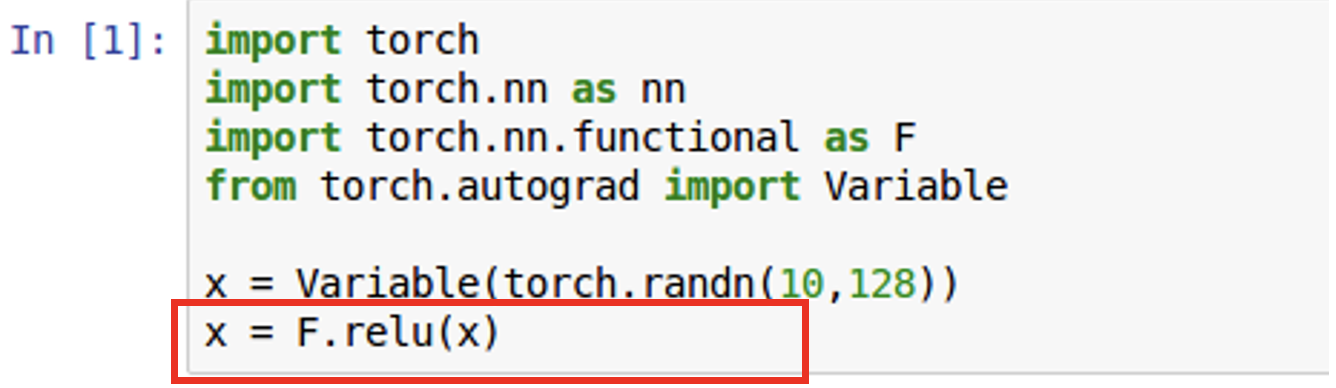 In [1]: import torch
import torch.nn as nn
import torch.nn.functional as F
from torch.autograd import Variable
x = Variable(torch.randn(10,128))
x = F.relu(x)